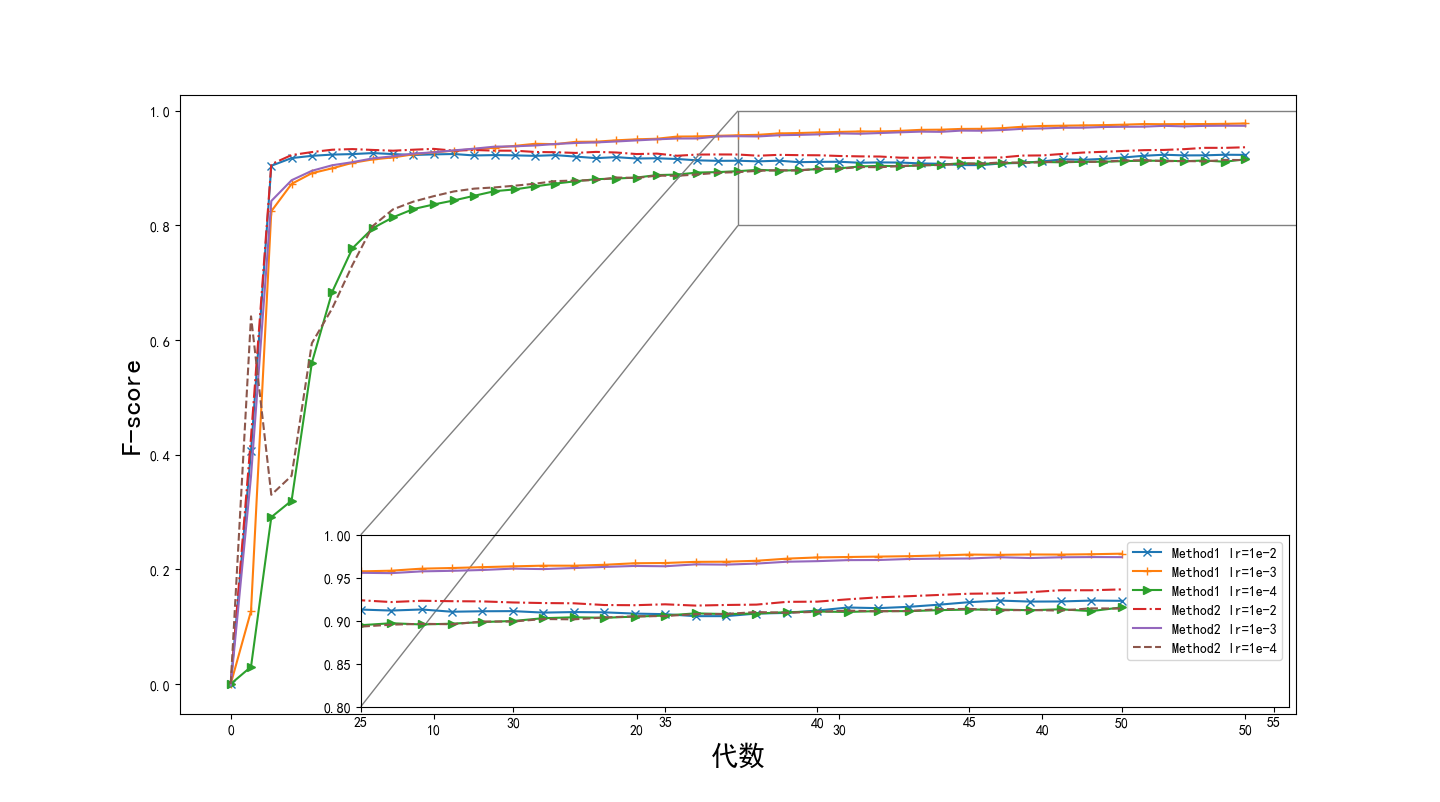 1.0
0.8
0.6
0.4
0.2
0.0
F-score
1.00
0.95
0.90
0.85
0.80
Method1 lr=1e-2
Method1 lr=1e-3
Method1 lr=1e-4
Method2 lr=1e-2
Method2 lr=1e-3
Method2 lr=1e-4
25 30 35 40 45 50 55
0 10 20 30 40 50
代数